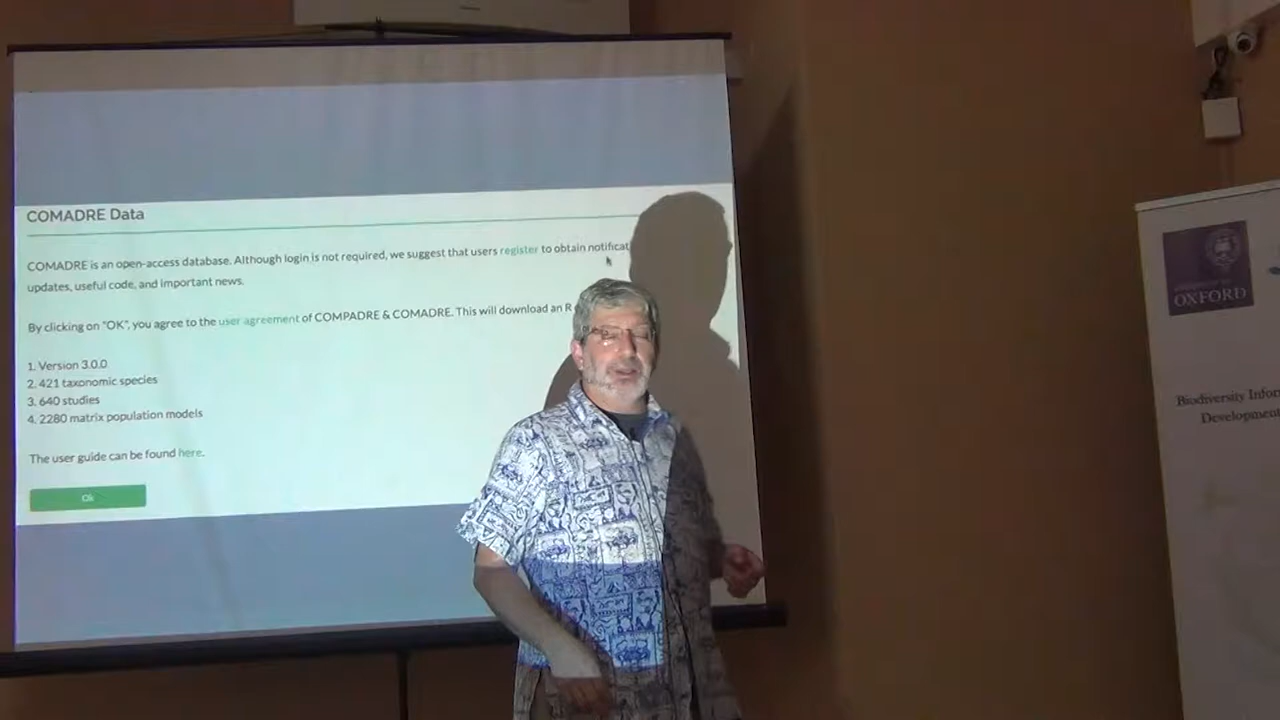 COMADRE Data
COMADRE is an open-access database. Although login is not required, we suggest that users register to obtain notificat
updates, useful code, and important news.
By clicking on "OK", you agree to the user agreement of COMPADRE & COMADRE. This will download an R
1. Version 3.0.0
2. 421 taxonomic species
3. 640 studies
4. 2280 matrix population models
The user guide can be found here.
Ok
UNIVERSITY OF
OXFORD
Biodiversity Infor
Development